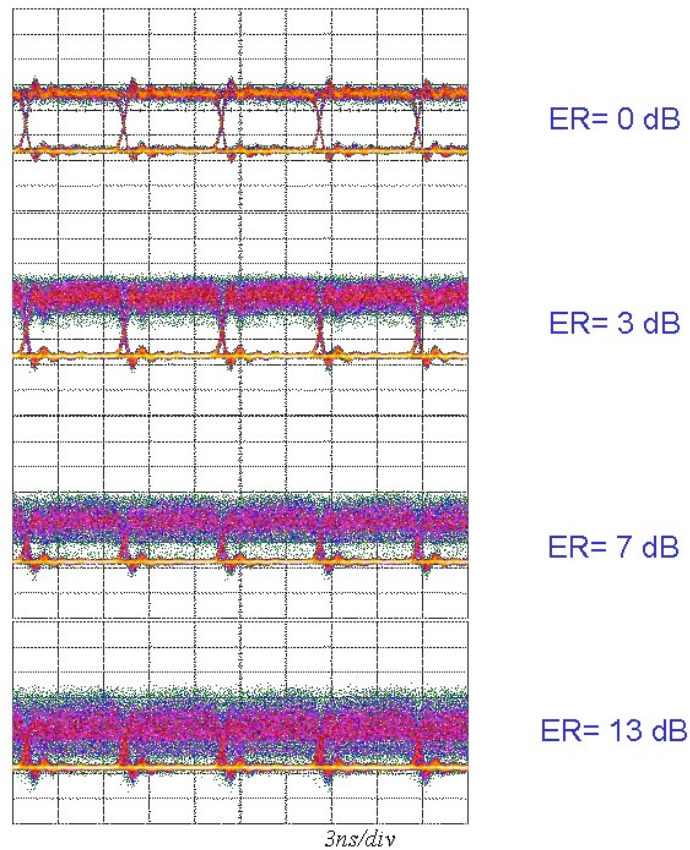 ER= 0 dB
ER= 3 dB
ER= 7 dB
ER= 13 dB
3ns/div